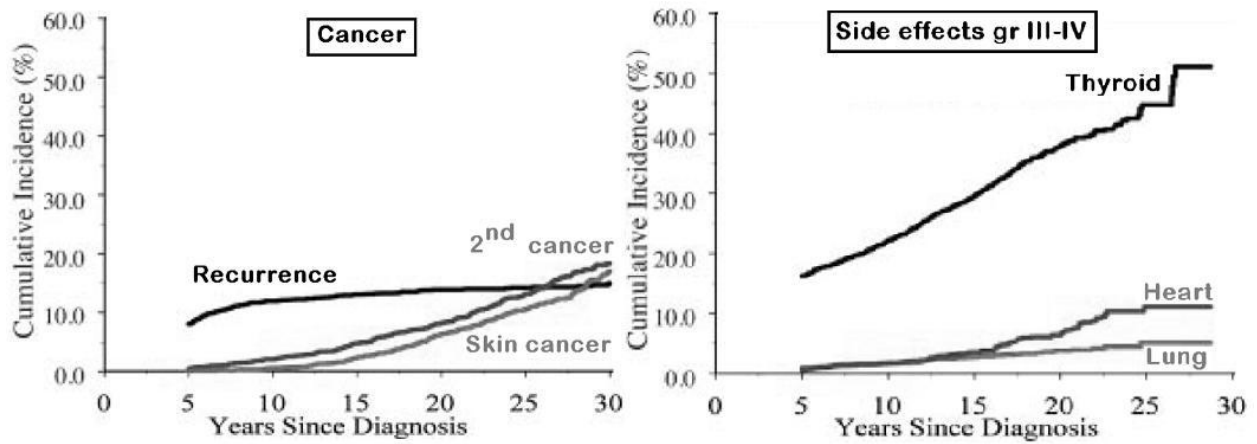 Cancer
Cumulative Incidence (%)
60.0
50.0
40.0
30.0
20.0
10.0
0.0
2nd cancer
Recurrence
Skin cancer
0 5 10 15 20 25 30
Years Since Diagnosis
Side effects gr III-IV
Cumulative Incidence (%)
60.0
50.0
40.0
30.0
20.0
10.0
0.0
Thyroid
Heart
Lung
0 5 10 15 20 25 30
Years Since Diagnosis